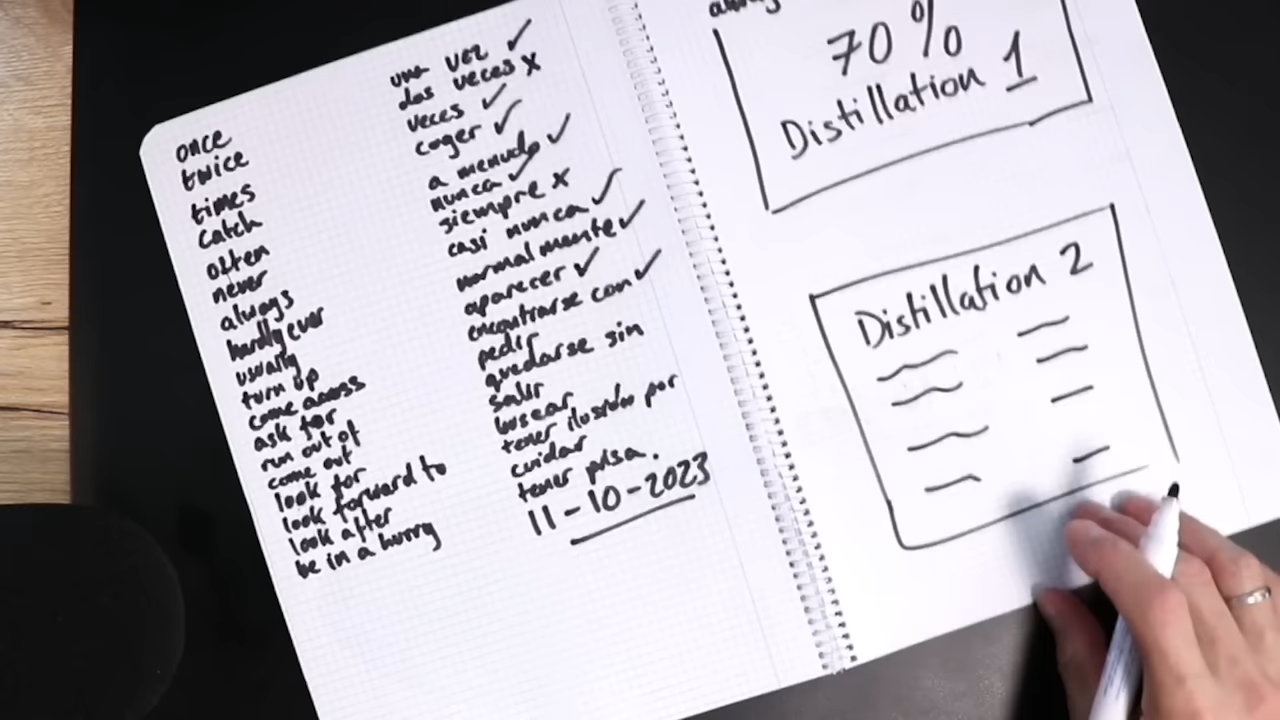 once
twice
times
catch
often
never
always
hardly ever
usually
turn up
come across
ask for
run out of
come out
look for
look forward to
look after
be in a hurry
una vez ✓
dos veces x
veces ✓
coger ✓
a menudo ✓
nunca ✓
siempre x
casi nunca ✓
normalmente ✓
aparecer ✓
encontrarse con ✓
pedir
quedarse sin
salir
buscar
tener ilusión por
cuidar
tener prisa.
11-10-2023
70%
Distillation 1
Distillation 2